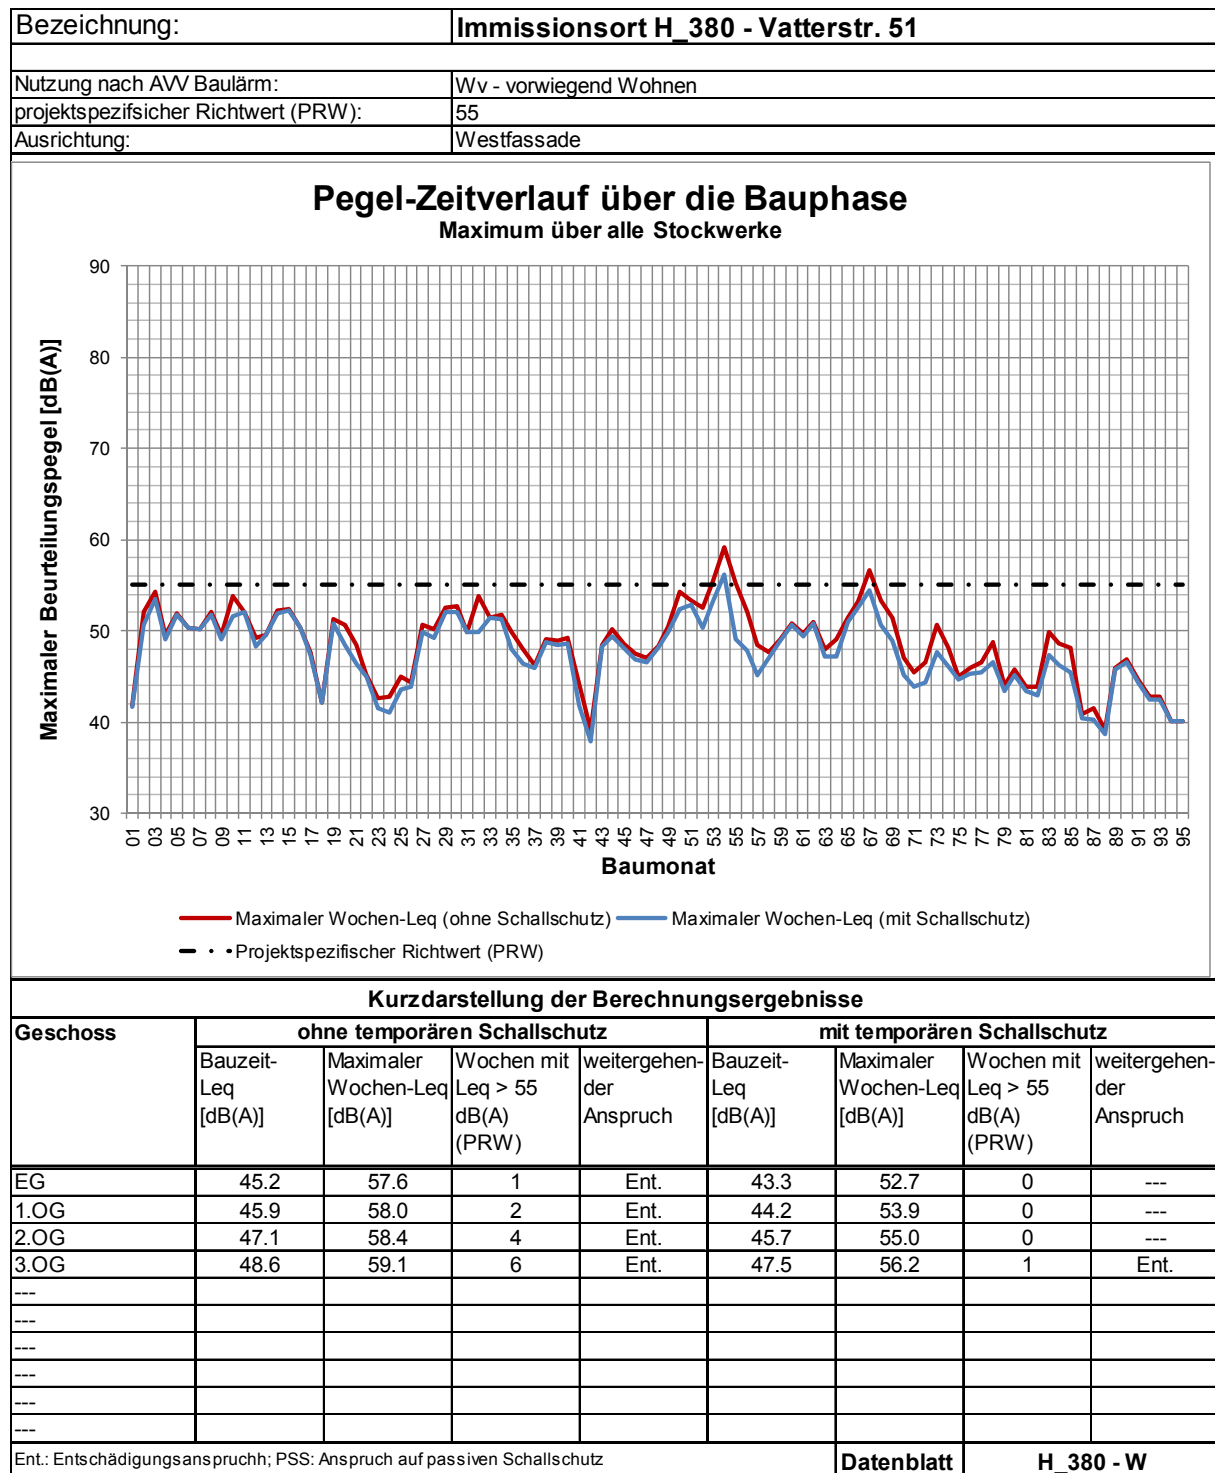 Bezeichnung: Immissionsort H_380 - Vatterstr. 51
Nutzung nach AVV Baulärm: Wv - vorwiegend Wohnen
projektspezifsicher Richtwert (PRW): 55
Ausrichtung: Westfassade
Pegel-Zeitverlauf über die Bauphase
Maximum über alle Stockwerke
Maximaler Beurteilungspegel [dB(A)]
90
80
70
60
50
40
30
01 03 05 07 09 11 13 15 17 19 21 23 25 27 29 31 33 35 37 39 41 43 45 47 49 51 53 55 57 59 61 63 65 67 69 71 73 75 77 79 81 83 85 87 89 91 93 95
Baumonat
Maximaler Wochen-Leq (ohne Schallschutz) Maximaler Wochen-Leq (mit Schallschutz)
Projektspezifischer Richtwert (PRW)
Kurzdarstellung der Berechnungsergebnisse
Geschoss ohne temporären Schallschutz mit temporären Schallschutz
Bauzeit- Maximaler Wochen mit weitergehen- Bauzeit- Maximaler Wochen mit weitergehen-
Leq Wochen-Leq Leq > 55 der Leq Wochen-Leq Leq > 55 der
[dB(A)] [dB(A)] dB(A) Anspruch [dB(A)] [dB(A)] dB(A) Anspruch
(PRW) (PRW)
EG 45.2 57.6 1 Ent. 43.3 52.7 0 ---
1.OG 45.9 58.0 2 Ent. 44.2 53.9 0 ---
2.OG 47.1 58.4 4 Ent. 45.7 55.0 0 ---
3.OG 48.6 59.1 6 Ent. 47.5 56.2 1 Ent.
---
---
---
---
---
---
Ent.: Entschädigungsanspruchh; PSS: Anspruch auf passiven Schallschutz Datenblatt H_380 - W